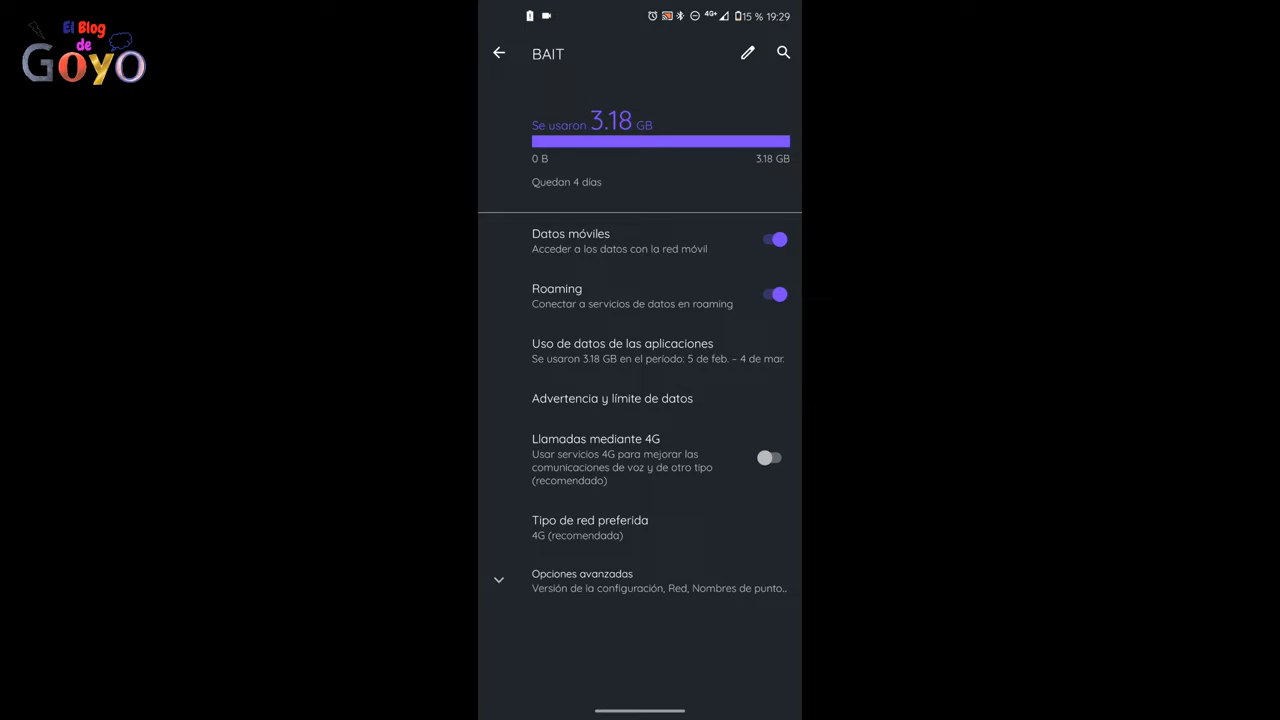 El Blog
de
Goyo
4G+ 15 % 19:29
BAIT
Se usaron 3.18 GB
0 B 3.18 GB
Quedan 4 días
Datos móviles
Acceder a los datos con la red móvil
Roaming
Conectar a servicios de datos en roaming
Uso de datos de las aplicaciones
Se usaron 3.18 GB en el período: 5 de feb. – 4 de mar.
Advertencia y límite de datos
Llamadas mediante 4G
Usar servicios 4G para mejorar las
comunicaciones de voz y de otro tipo
(recomendado)
Tipo de red preferida
4G (recomendada)
Opciones avanzadas
Versión de la configuración, Red, Nombres de punto..